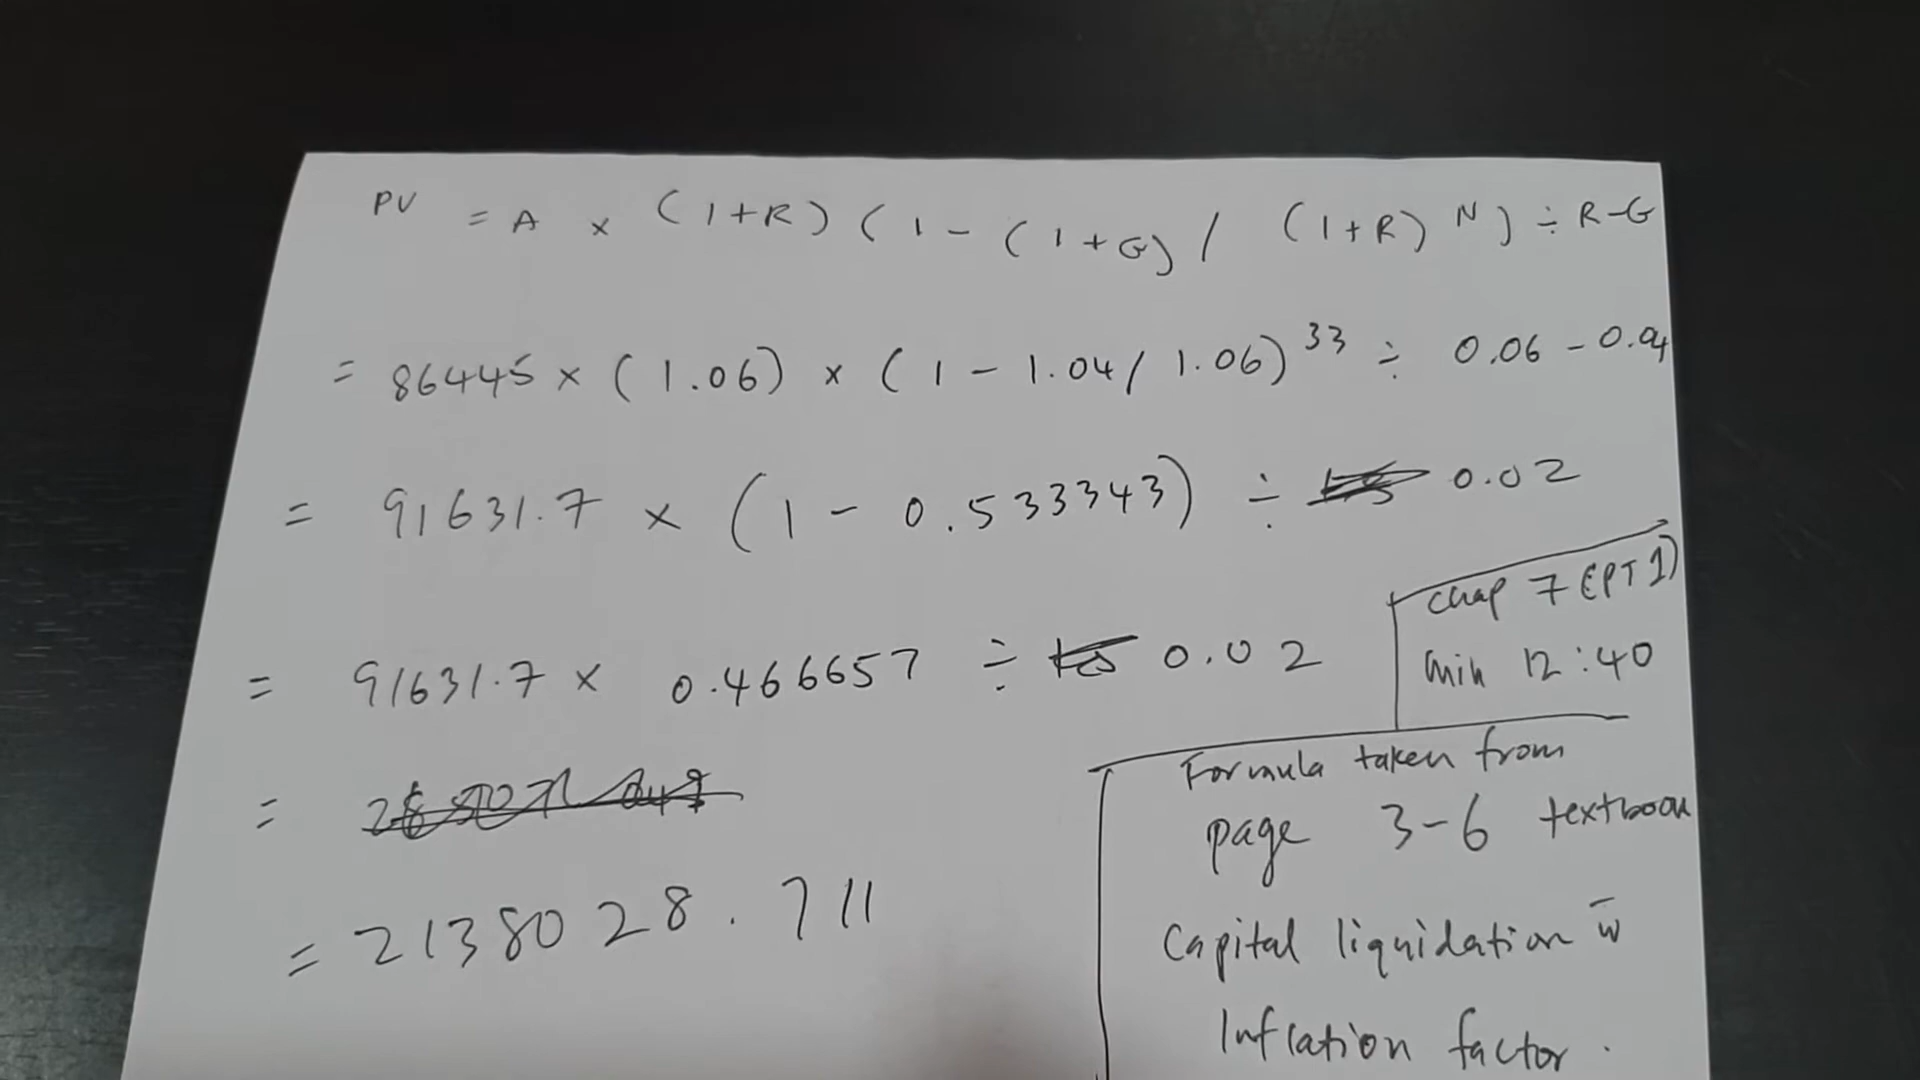 PV = A × (1+R) (1 - (1+G) / (1+R) N) ÷ R-G
= 86445 × (1.06) × (1 - 1.04/ 1.06) 33 ÷ 0.06 - 0.04
= 91631.7 × (1 - 0.533343) ÷ 0.02
= 91631.7 × 0.466657 ÷ 0.02
=
= 2138028.711
Chap 7 (PT 1)
Min 12:40
Formula taken from
page 3-6 textbook
Capital liquidation w̄
Inflation factor.